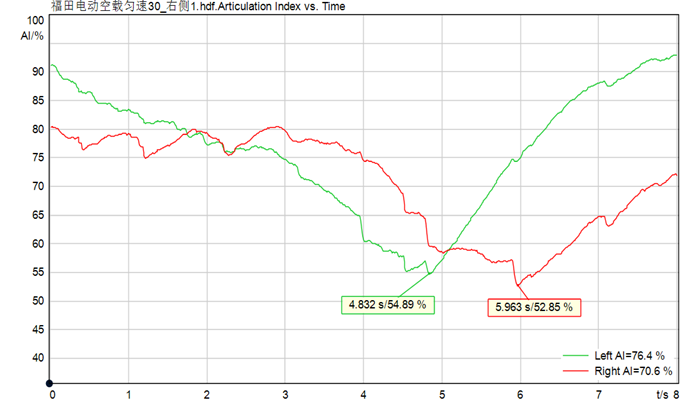 福田电动空载匀速30_右侧1.hdf.Articulation Index vs. Time
100
AI/%
90
85
80
75
70
65
60
55
50
45
40
4.832 s/54.89 %
5.963 s/52.85 %
Left AI=76.4 %
Right AI=70.6 %
0 1 2 3 4 5 6 7 t/s 8